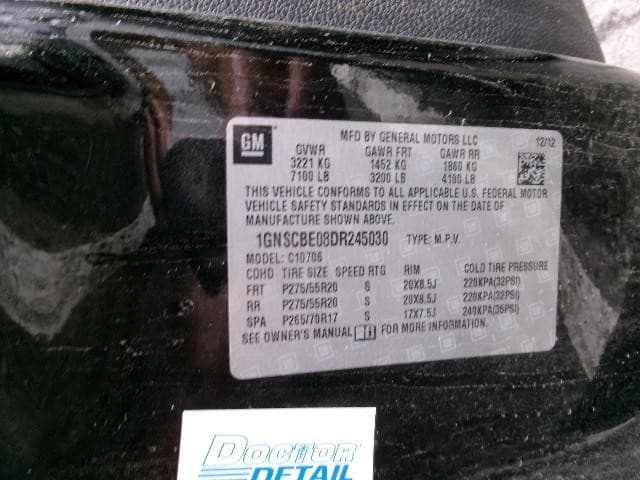 GM
MFD BY GENERAL MOTORS LLC 12/12
GVWR GAWR FRT GAWR RR
3221 KG 1452 KG 1860 KG
7100 LB 3200 LB 4100 LB
THIS VEHICLE CONFORMS TO ALL APPLICABLE U.S. FEDERAL MOTOR
VEHICLE SAFETY STANDARDS IN EFFECT ON THE DATE OF
MANUFACTURE SHOWN ABOVE.
1GNSCBE08DR245030 TYPE: M.P.V.
MODEL: C10706
COHD TIRE SIZE SPEED RTG RIM COLD TIRE PRESSURE
FRT P275/55R20 S 20X8.5J 220KPA(32PSI)
RR P275/55R20 S 20X8.5J 220KPA(32PSI)
SPA P265/70R17 S 17X7.5J 240KPA(35PSI)
SEE OWNER'S MANUAL FOR MORE INFORMATION.
DOCTOR
DETAIL